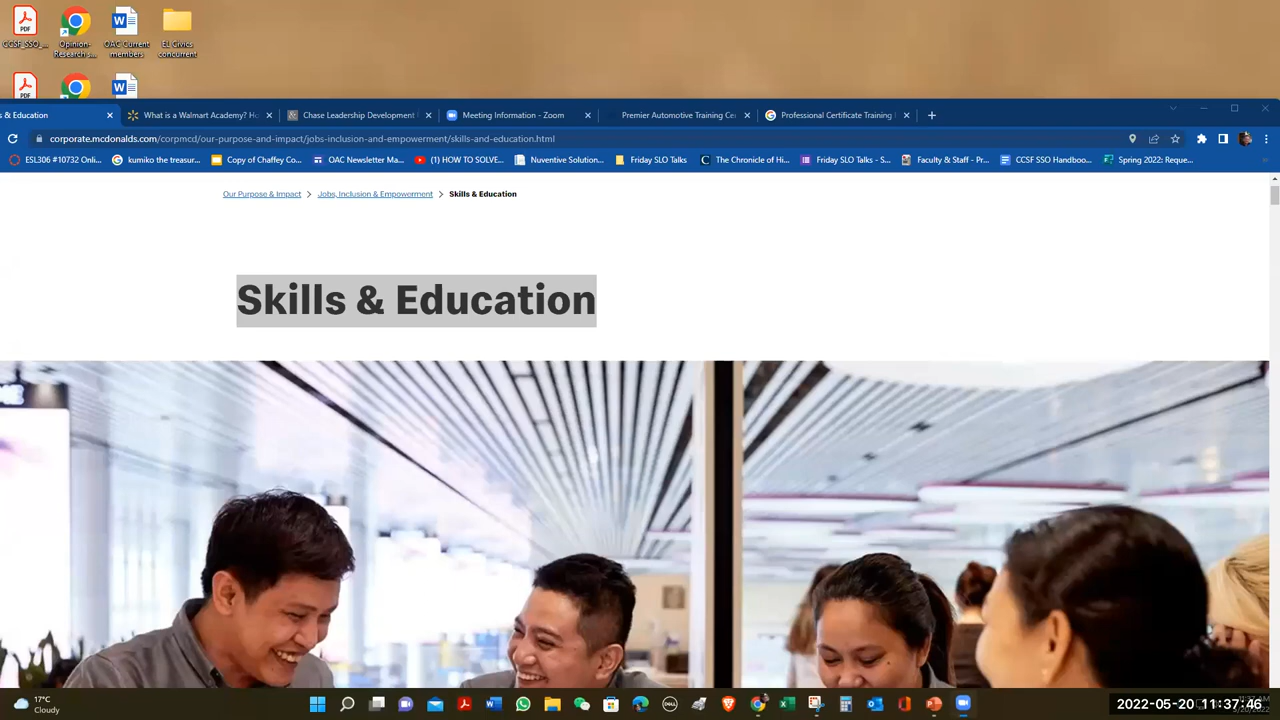 CCSF_SSO_...
Opinion-
Research s...
OAC Current
members
EL Civics
concurrent
s & Education
What is a Walmart Academy? Ho
Chase Leadership Development
Meeting Information - Zoom
Premier Automotive Training Cen
Professional Certificate Training
corporate.mcdonalds.com/corpmcd/our-purpose-and-impact/jobs-inclusion-and-empowerment/skills-and-education.html
ESL306 #10732 Onli...
kumiko the treasur...
Copy of Chaffey Co...
OAC Newsletter Ma...
(1) HOW TO SOLVE...
Nuventive Solution...
Friday SLO Talks
The Chronicle of Hi...
Friday SLO Talks - S...
Faculty & Staff - Pr...
CCSF SSO Handboo...
Spring 2022: Reque...
Our Purpose & Impact > Jobs, Inclusion & Empowerment > Skills & Education
Skills & Education
17°C
Cloudy
2022-05-20 11:37:46